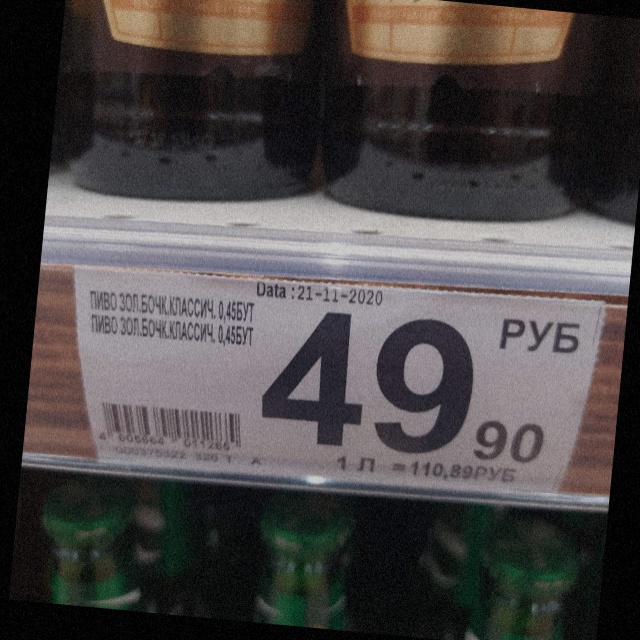 Data :21-11-2020
ПИВО ЗОЛ.БОЧК.КЛАССИЧ. 0,45БУТ
ПИВО ЗОЛ.БОЧК.КЛАССИЧ. 0,45БУТ
49 90 РУБ
1 Л =110,89РУБ